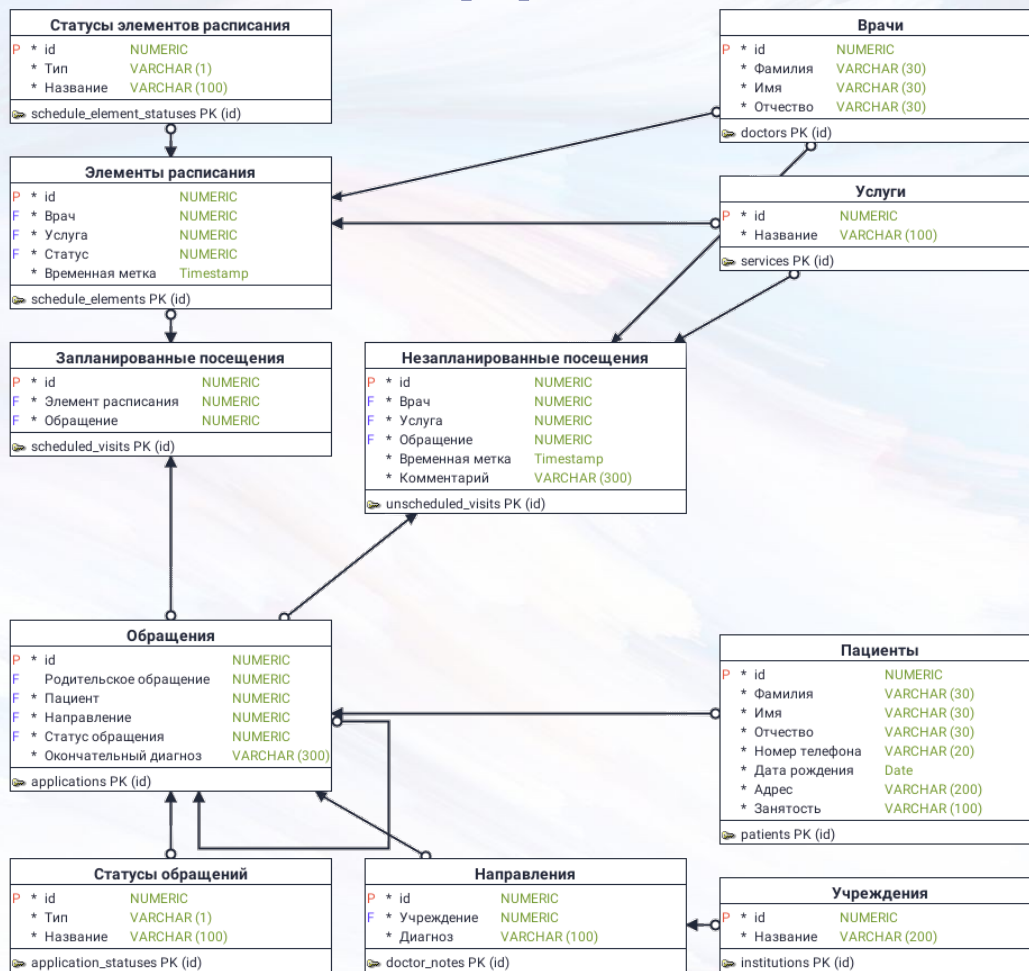 Статусы элементов расписания
P * id NUMERIC
* Тип VARCHAR (1)
* Название VARCHAR (100)
schedule_element_statuses PK (id)
Врачи
P * id NUMERIC
* Фамилия VARCHAR (30)
* Имя VARCHAR (30)
* Отчество VARCHAR (30)
doctors PK (id)
Элементы расписания
P * id NUMERIC
F * Врач NUMERIC
F * Услуга NUMERIC
F * Статус NUMERIC
* Временная метка Timestamp
schedule_elements PK (id)
Услуги
P * id NUMERIC
* Название VARCHAR (100)
services PK (id)
Запланированные посещения
P * id NUMERIC
F * Элемент расписания NUMERIC
F * Обращение NUMERIC
scheduled_visits PK (id)
Незапланированные посещения
P * id NUMERIC
F * Врач NUMERIC
F * Услуга NUMERIC
F * Обращение NUMERIC
* Временная метка Timestamp
* Комментарий VARCHAR (300)
unscheduled_visits PK (id)
Обращения
P * id NUMERIC
F Родительское обращение NUMERIC
F * Пациент NUMERIC
F * Направление NUMERIC
F * Статус обращения NUMERIC
* Окончательный диагноз VARCHAR (300)
applications PK (id)
Пациенты
P * id NUMERIC
* Фамилия VARCHAR (30)
* Имя VARCHAR (30)
* Отчество VARCHAR (30)
* Номер телефона VARCHAR (20)
* Дата рождения Date
* Адрес VARCHAR (200)
* Занятость VARCHAR (100)
patients PK (id)
Статусы обращений
P * id NUMERIC
* Тип VARCHAR (1)
* Название VARCHAR (100)
application_statuses PK (id)
Направления
P * id NUMERIC
F * Учреждение NUMERIC
* Диагноз VARCHAR (100)
doctor_notes PK (id)
Учреждения
P * id NUMERIC
* Название VARCHAR (200)
institutions PK (id)